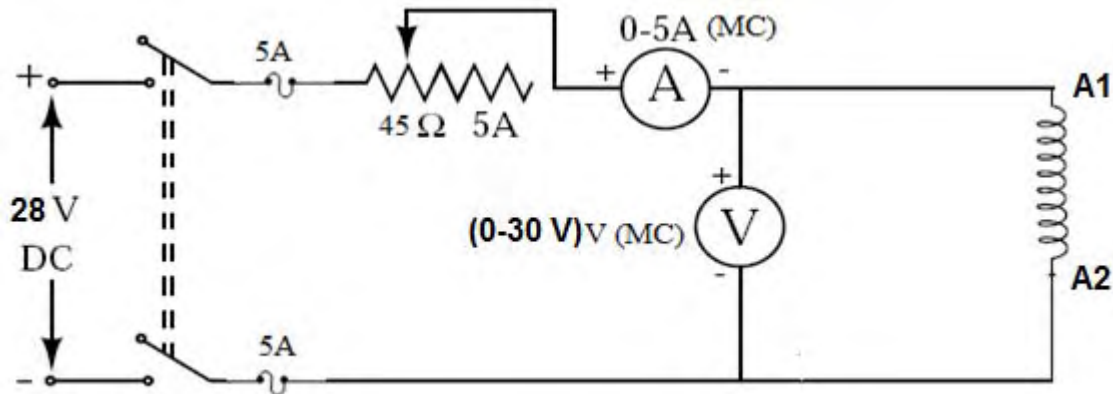 0-5A (MC)
5A
+ -
A
+
A1
45 Ω 5A
+
28 V
DC
(0-30 V)V (MC)
V
-
A2
5A
-